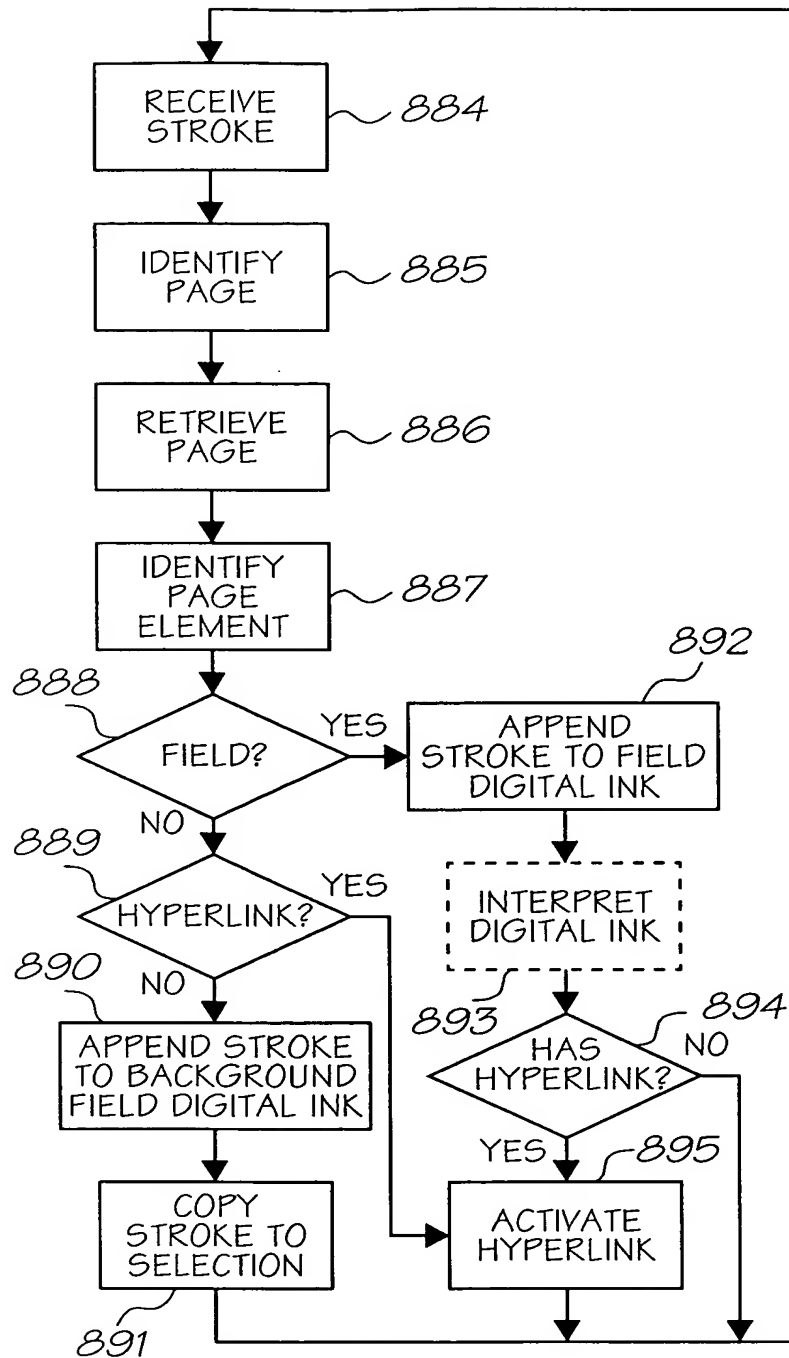 RECEIVE
STROKE
884
IDENTIFY
PAGE
885
RETRIEVE
PAGE
886
IDENTIFY
PAGE
ELEMENT
887
888
FIELD?
YES
NO
892
APPEND
STROKE TO FIELD
DIGITAL INK
889
HYPERLINK?
YES
NO
INTERPRET
DIGITAL INK
893
890
APPEND STROKE
TO BACKGROUND
FIELD DIGITAL INK
894
HAS
HYPERLINK?
NO
YES
895
COPY
STROKE TO
SELECTION
891
ACTIVATE
HYPERLINK